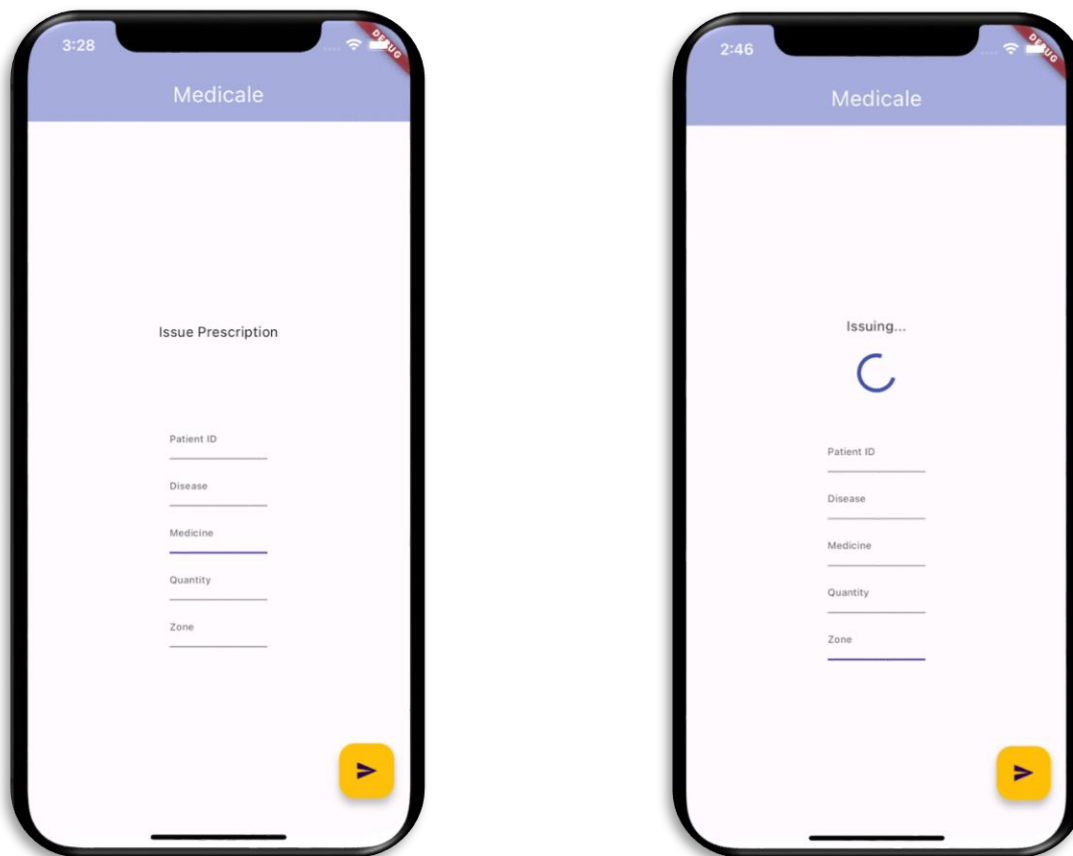 3:28
DEBUG
Medicale
Issue Prescription
Patient ID
Disease
Medicine
Quantity
Zone
2:46
DEBUG
Medicale
Issuing...
Patient ID
Disease
Medicine
Quantity
Zone